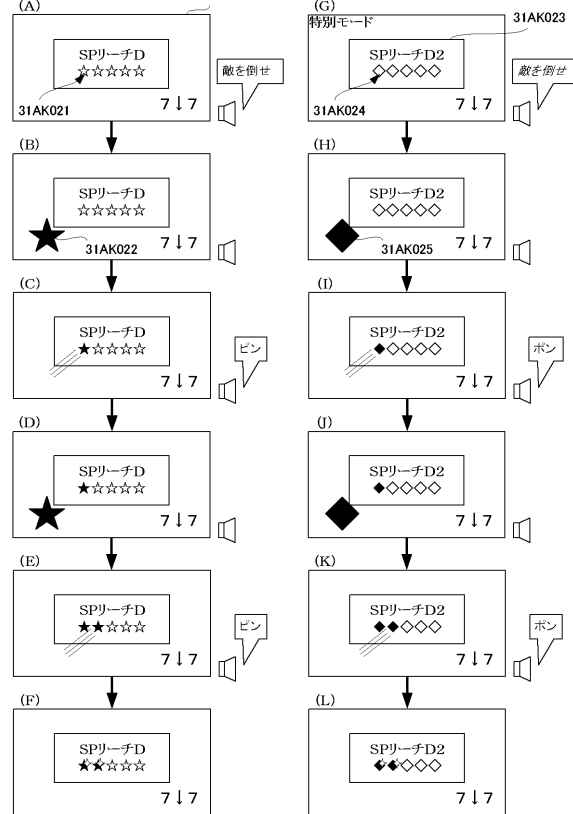 (A)
SPリーチD
☆☆☆☆☆
敵を倒せ
31AK021
7↓7
(B)
SPリーチD
☆☆☆☆☆
31AK022
7↓7
(C)
SPリーチD
★☆☆☆☆
ピン
7↓7
(D)
SPリーチD
★☆☆☆☆
7↓7
(E)
SPリーチD
★★☆☆☆
ピン
7↓7
(F)
SPリーチD
★★☆☆☆
7↓7
(G)
特別モード
31AK023
SPリーチD2
◇◇◇◇◇
敵を倒せ
31AK024
7↓7
(H)
SPリーチD2
◇◇◇◇◇
31AK025
7↓7
(I)
SPリーチD2
◆◇◇◇◇
ポン
7↓7
(J)
SPリーチD2
◆◇◇◇◇
7↓7
(K)
SPリーチD2
◆◆◇◇◇
ポン
7↓7
(L)
SPリーチD2
◆◆◇◇◇
7↓7